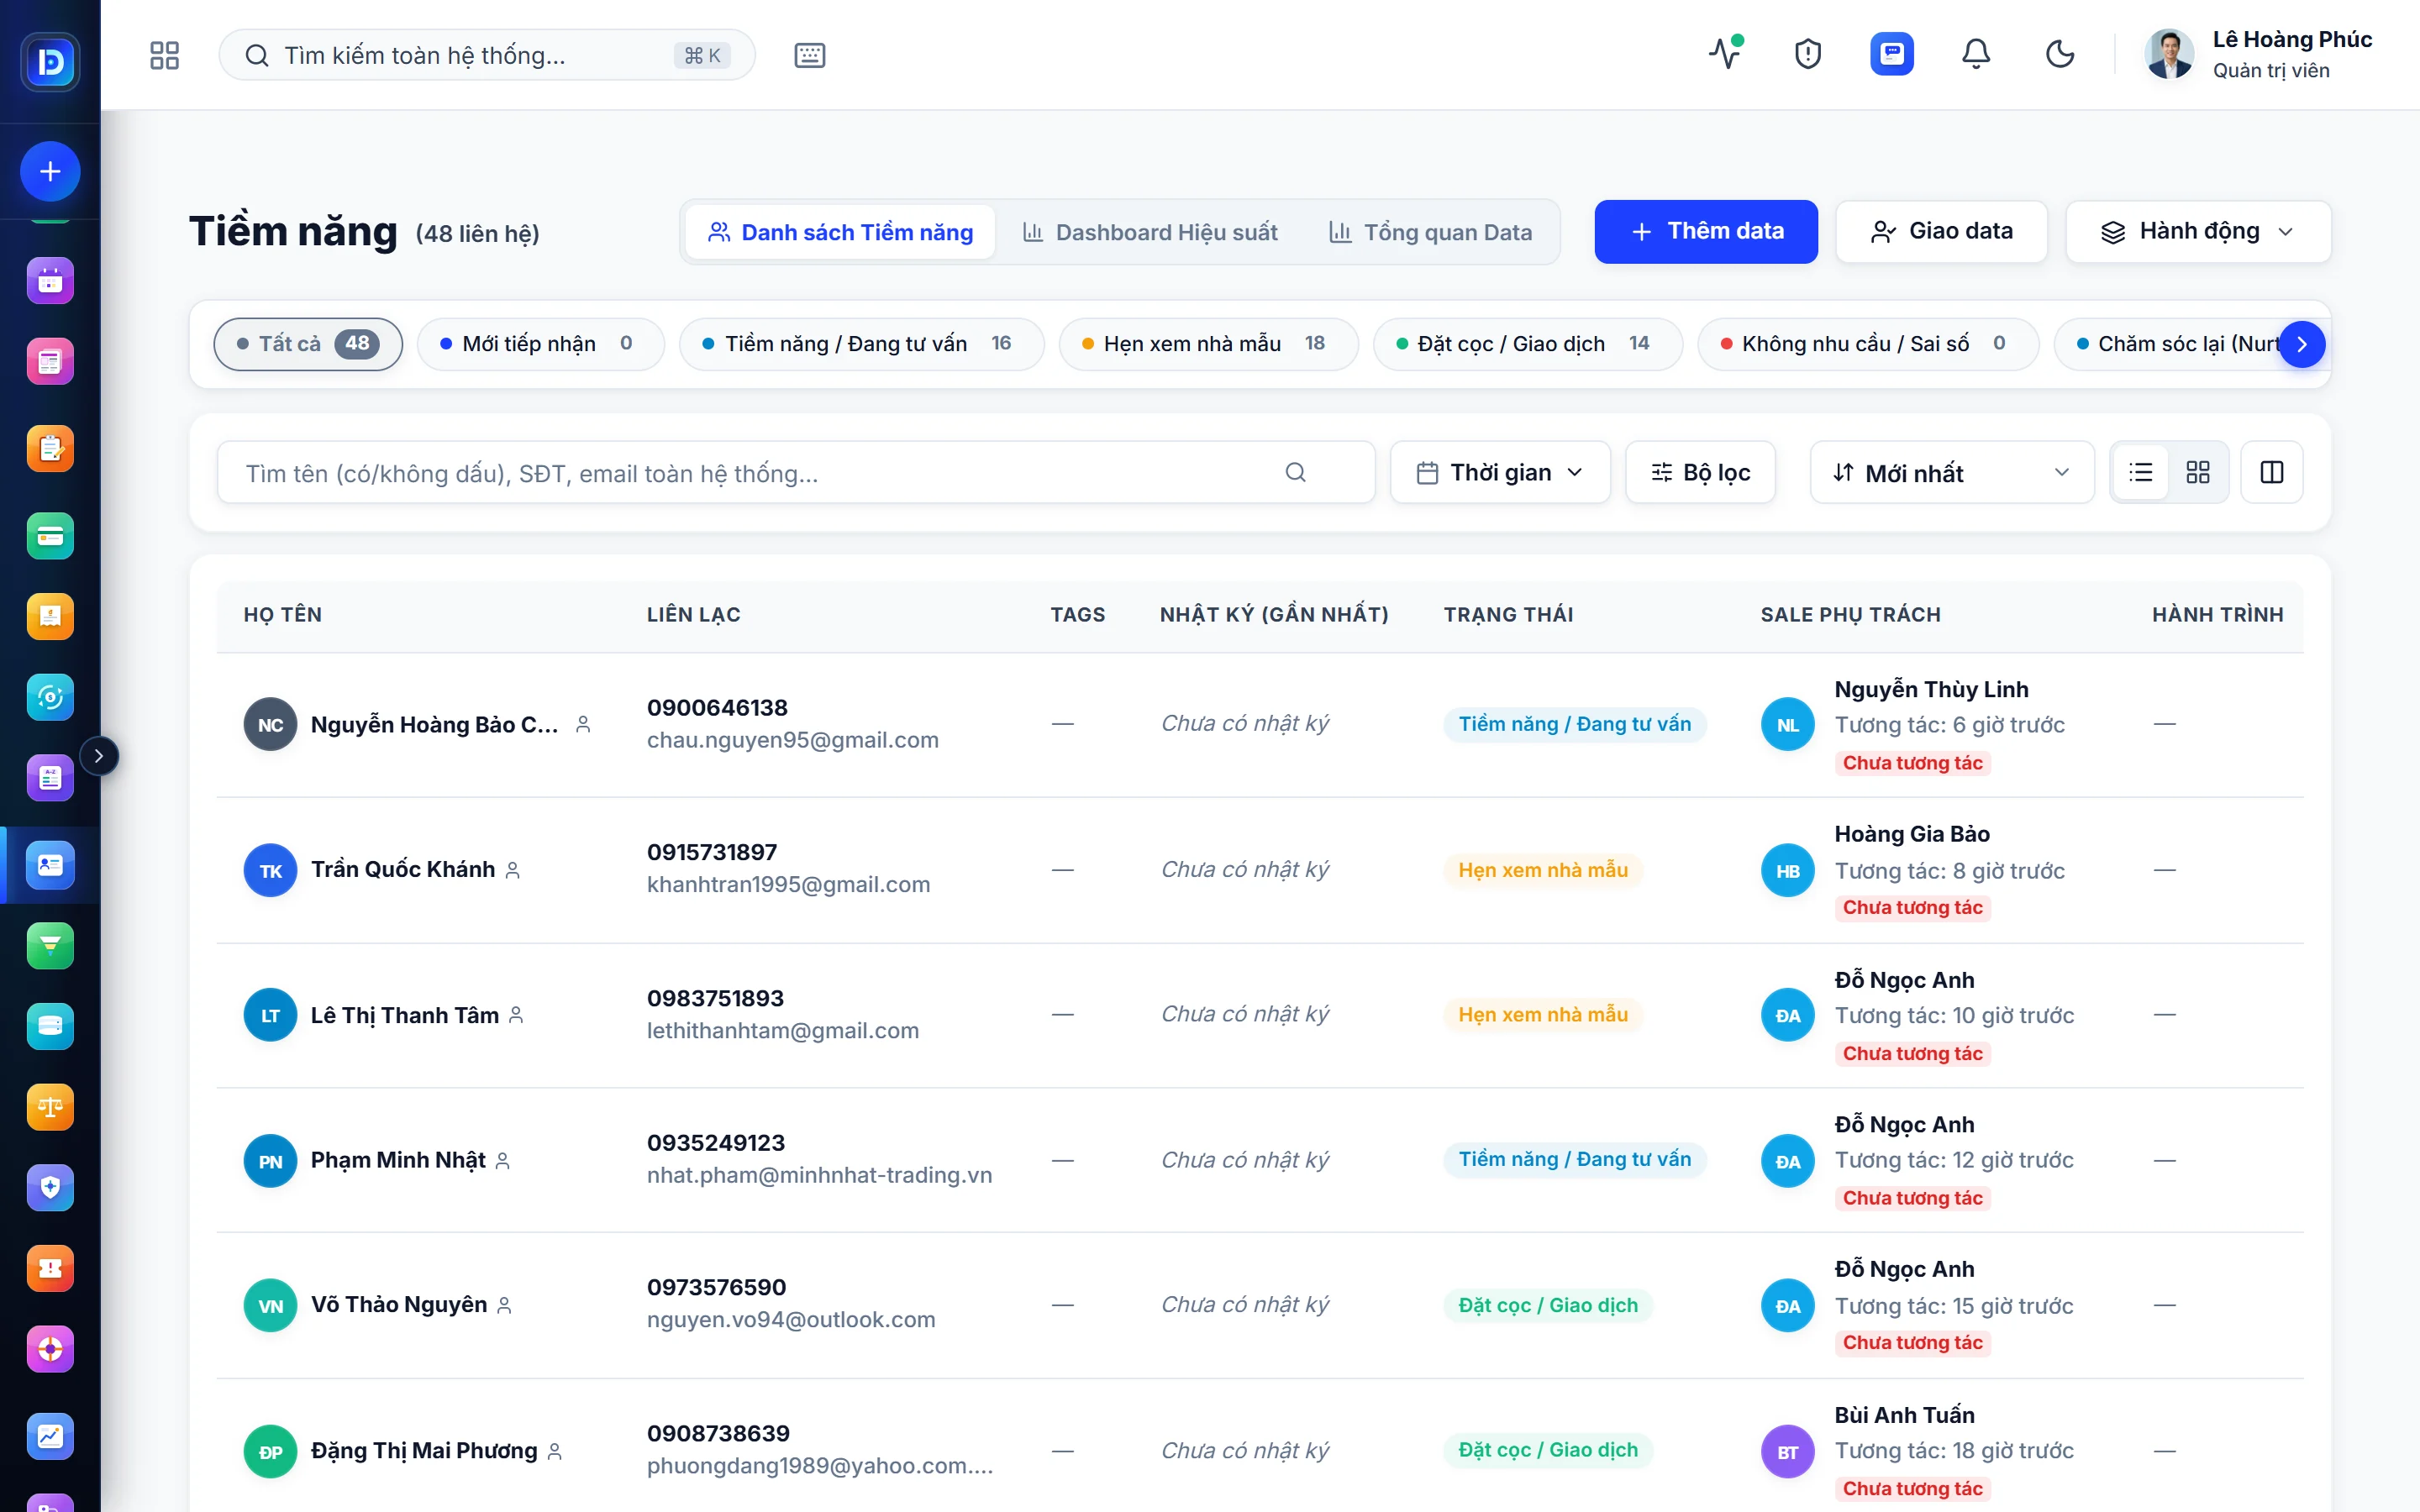 Tìm kiếm toàn hệ thống...
⌘ K
Lê Hoàng Phúc
Quản trị viên
Tiềm năng (48 liên hệ)
Danh sách Tiềm năng
Dashboard Hiệu suất
Tổng quan Data
Thêm data
Giao data
Hành động
Tất cả 48
Mới tiếp nhận 0
Tiềm năng / Đang tư vấn 16
Hẹn xem nhà mẫu 18
Đặt cọc / Giao dịch 14
Không nhu cầu / Sai số 0
Chăm sóc lại (Nurt
Tìm tên (có/không dấu), SĐT, email toàn hệ thống...
Thời gian
Bộ lọc
Mới nhất
HỌ TÊN LIÊN LẠC TAGS NHẬT KÝ (GẦN NHẤT) TRẠNG THÁI SALE PHỤ TRÁCH HÀNH TRÌNH
NC Nguyễn Hoàng Bảo C...
0900646138
chau.nguyen95@gmail.com
—
Chưa có nhật ký
Tiềm năng / Đang tư vấn
NL
Nguyễn Thùy Linh
Tương tác: 6 giờ trước
Chưa tương tác
—
TK Trần Quốc Khánh
0915731897
khanhtran1995@gmail.com
—
Chưa có nhật ký
Hẹn xem nhà mẫu
HB
Hoàng Gia Bảo
Tương tác: 8 giờ trước
Chưa tương tác
—
LT Lê Thị Thanh Tâm
0983751893
lethithanhtam@gmail.com
—
Chưa có nhật ký
Hẹn xem nhà mẫu
ĐA
Đỗ Ngọc Anh
Tương tác: 10 giờ trước
Chưa tương tác
—
PN Phạm Minh Nhật
0935249123
nhat.pham@minhnhat-trading.vn
—
Chưa có nhật ký
Tiềm năng / Đang tư vấn
ĐA
Đỗ Ngọc Anh
Tương tác: 12 giờ trước
Chưa tương tác
—
VN Võ Thảo Nguyên
0973576590
nguyen.vo94@outlook.com
—
Chưa có nhật ký
Đặt cọc / Giao dịch
ĐA
Đỗ Ngọc Anh
Tương tác: 15 giờ trước
Chưa tương tác
—
ĐP Đặng Thị Mai Phương
0908738639
phuongdang1989@yahoo.com....
—
Chưa có nhật ký
Đặt cọc / Giao dịch
BT
Bùi Anh Tuấn
Tương tác: 18 giờ trước
Chưa tương tác
—